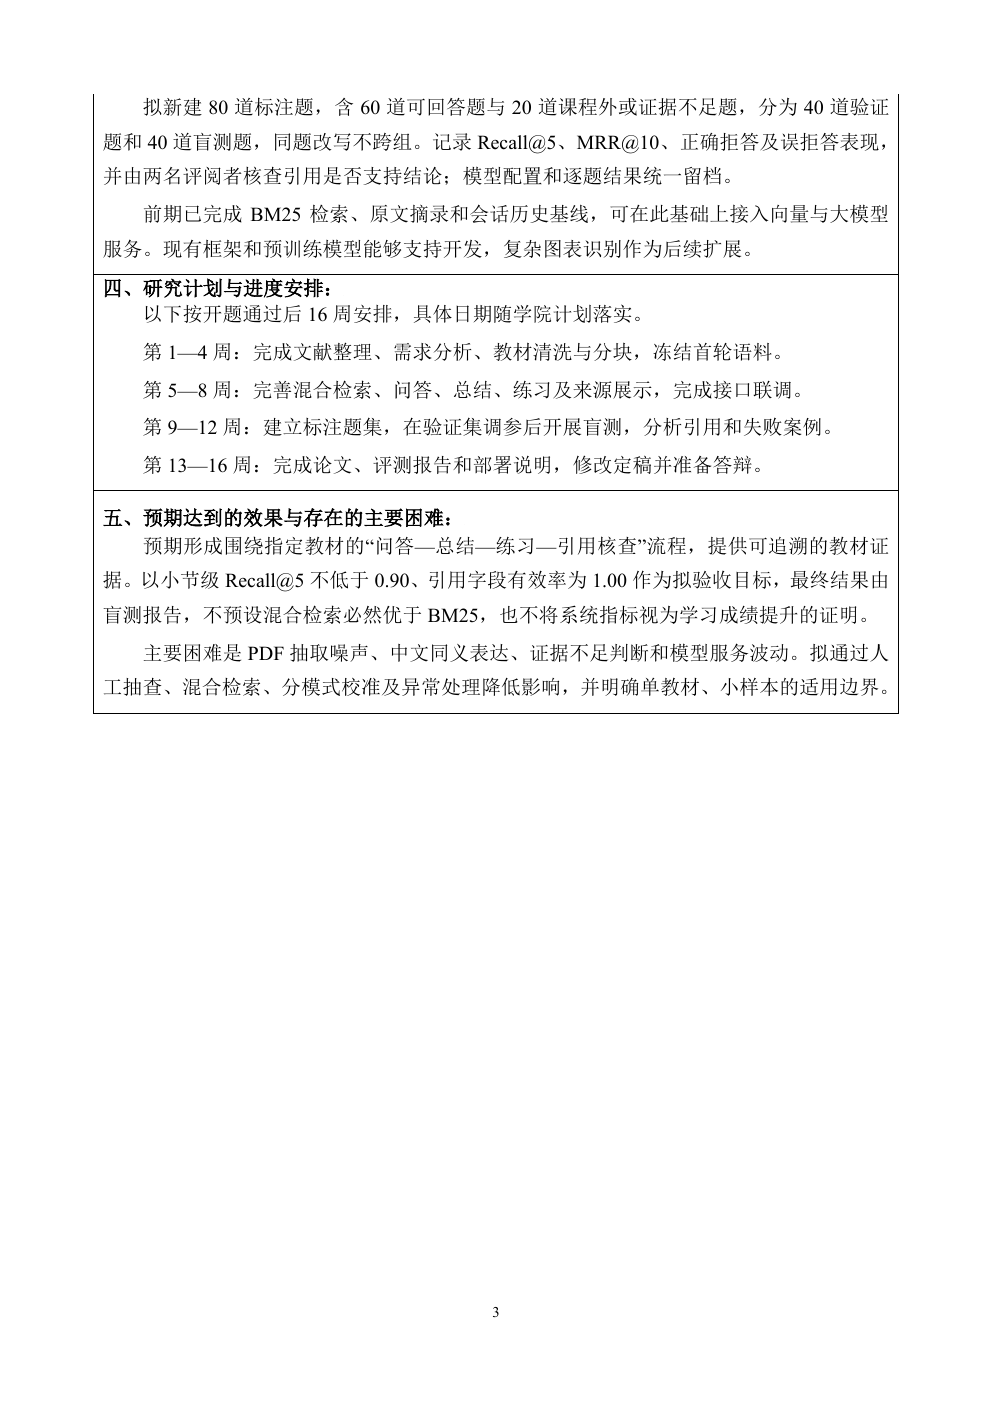 拟新建 80 道标注题，含 60 道可回答题与 20 道课程外或证据不足题，分为 40 道验证
题和 40 道盲测题，同题改写不跨组。记录 Recall@5、MRR@10、正确拒答及误拒答表现，
并由两名评阅者核查引用是否支持结论；模型配置和逐题结果统一留档。
前期已完成 BM25 检索、原文摘录和会话历史基线，可在此基础上接入向量与大模型
服务。现有框架和预训练模型能够支持开发，复杂图表识别作为后续扩展。
四、研究计划与进度安排：
以下按开题通过后 16 周安排，具体日期随学院计划落实。
第 1—4 周：完成文献整理、需求分析、教材清洗与分块，冻结首轮语料。
第 5—8 周：完善混合检索、问答、总结、练习及来源展示，完成接口联调。
第 9—12 周：建立标注题集，在验证集调参后开展盲测，分析引用和失败案例。
第 13—16 周：完成论文、评测报告和部署说明，修改定稿并准备答辩。
五、预期达到的效果与存在的主要困难：
预期形成围绕指定教材的“问答—总结—练习—引用核查”流程，提供可追溯的教材证
据。以小节级 Recall@5 不低于 0.90、引用字段有效率为 1.00 作为拟验收目标，最终结果由
盲测报告，不预设混合检索必然优于 BM25，也不将系统指标视为学习成绩提升的证明。
主要困难是 PDF 抽取噪声、中文同义表达、证据不足判断和模型服务波动。拟通过人
工抽查、混合检索、分模式校准及异常处理降低影响，并明确单教材、小样本的适用边界。
3